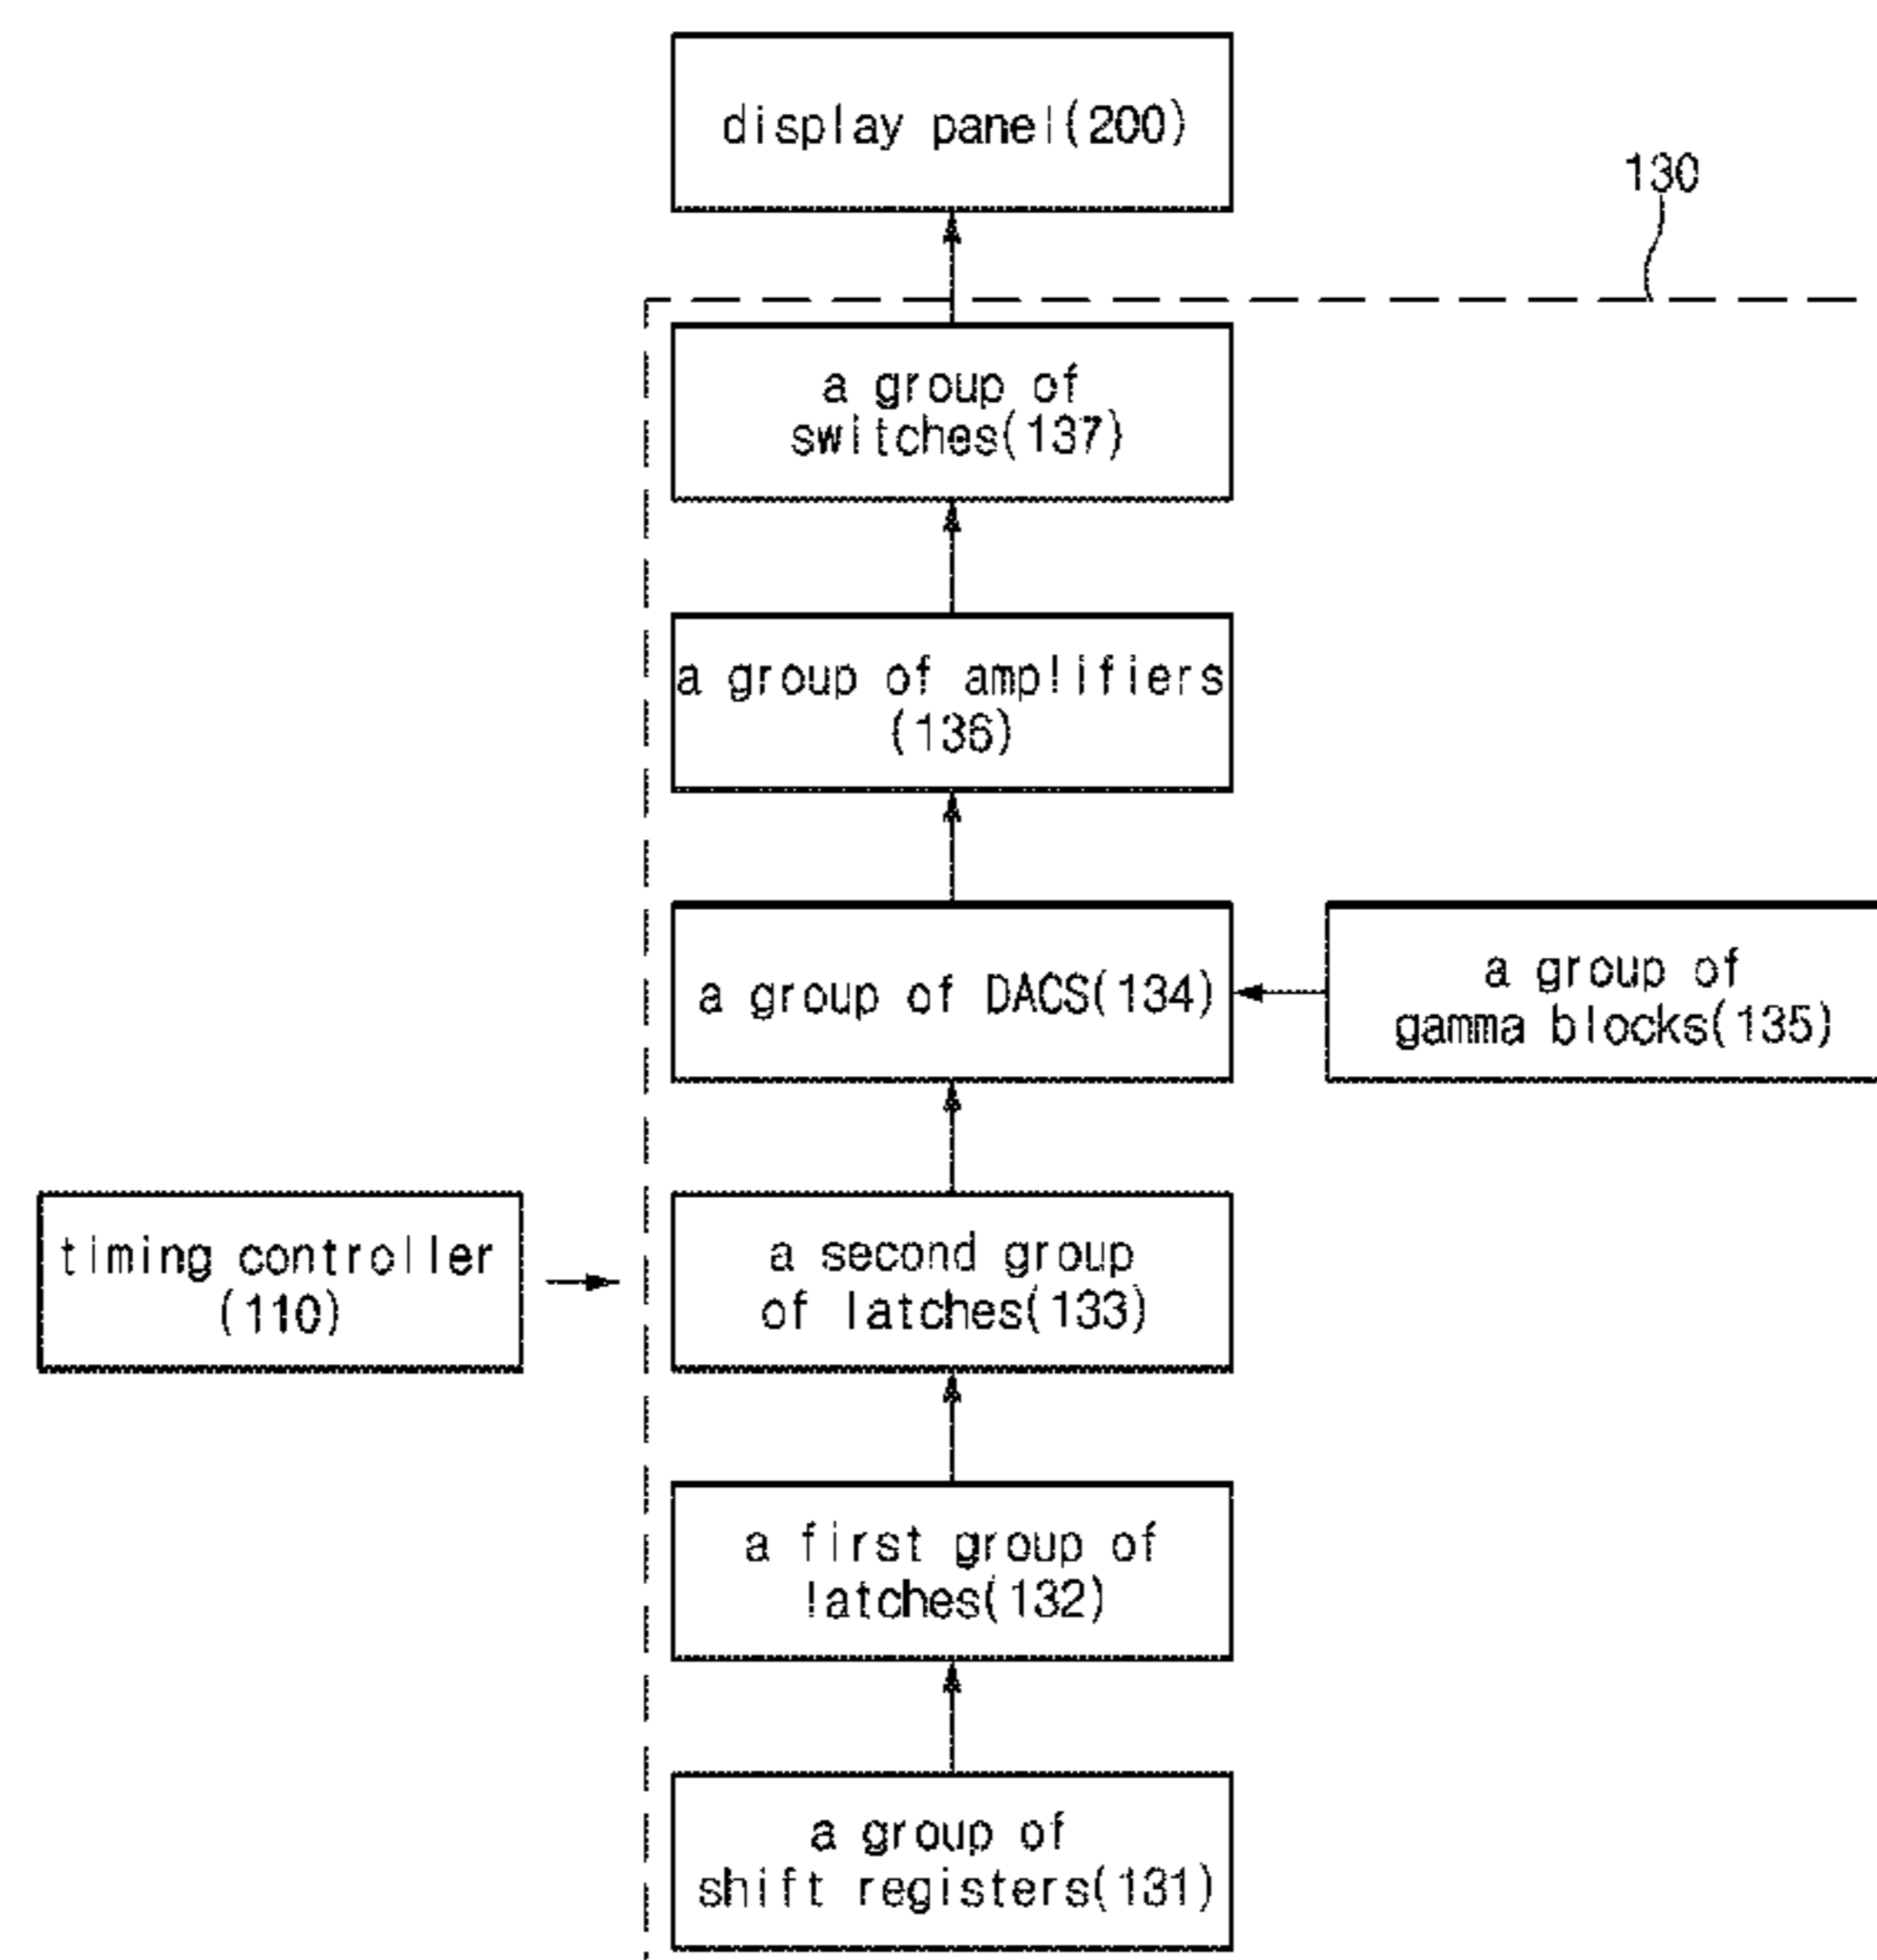 display panel(200)
130
a group of
switches(137)
a group of amplifiers
(136)
a group of DACS(134)
a group of
gamma blocks(135)
timing controller
(110)
a second group
of latches(133)
a first group of
latches(132)
a group of
shift registers(131)